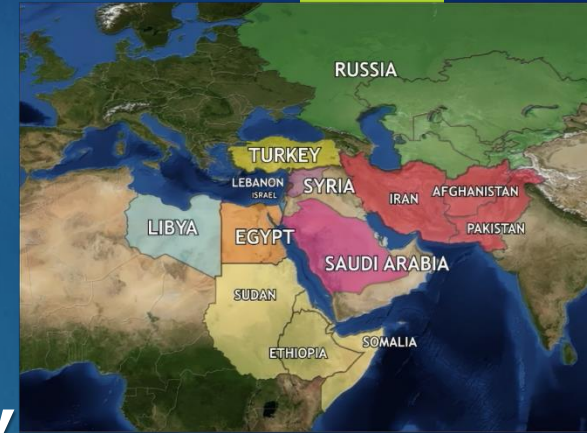 RUSSIA
TURKEY
LEBANON
SYRIA
ISRAEL
IRAN
AFGHANISTAN
LIBYA
EGYPT
PAKISTAN
SAUDI ARABIA
SUDAN
SOMALIA
ETHIOPIA